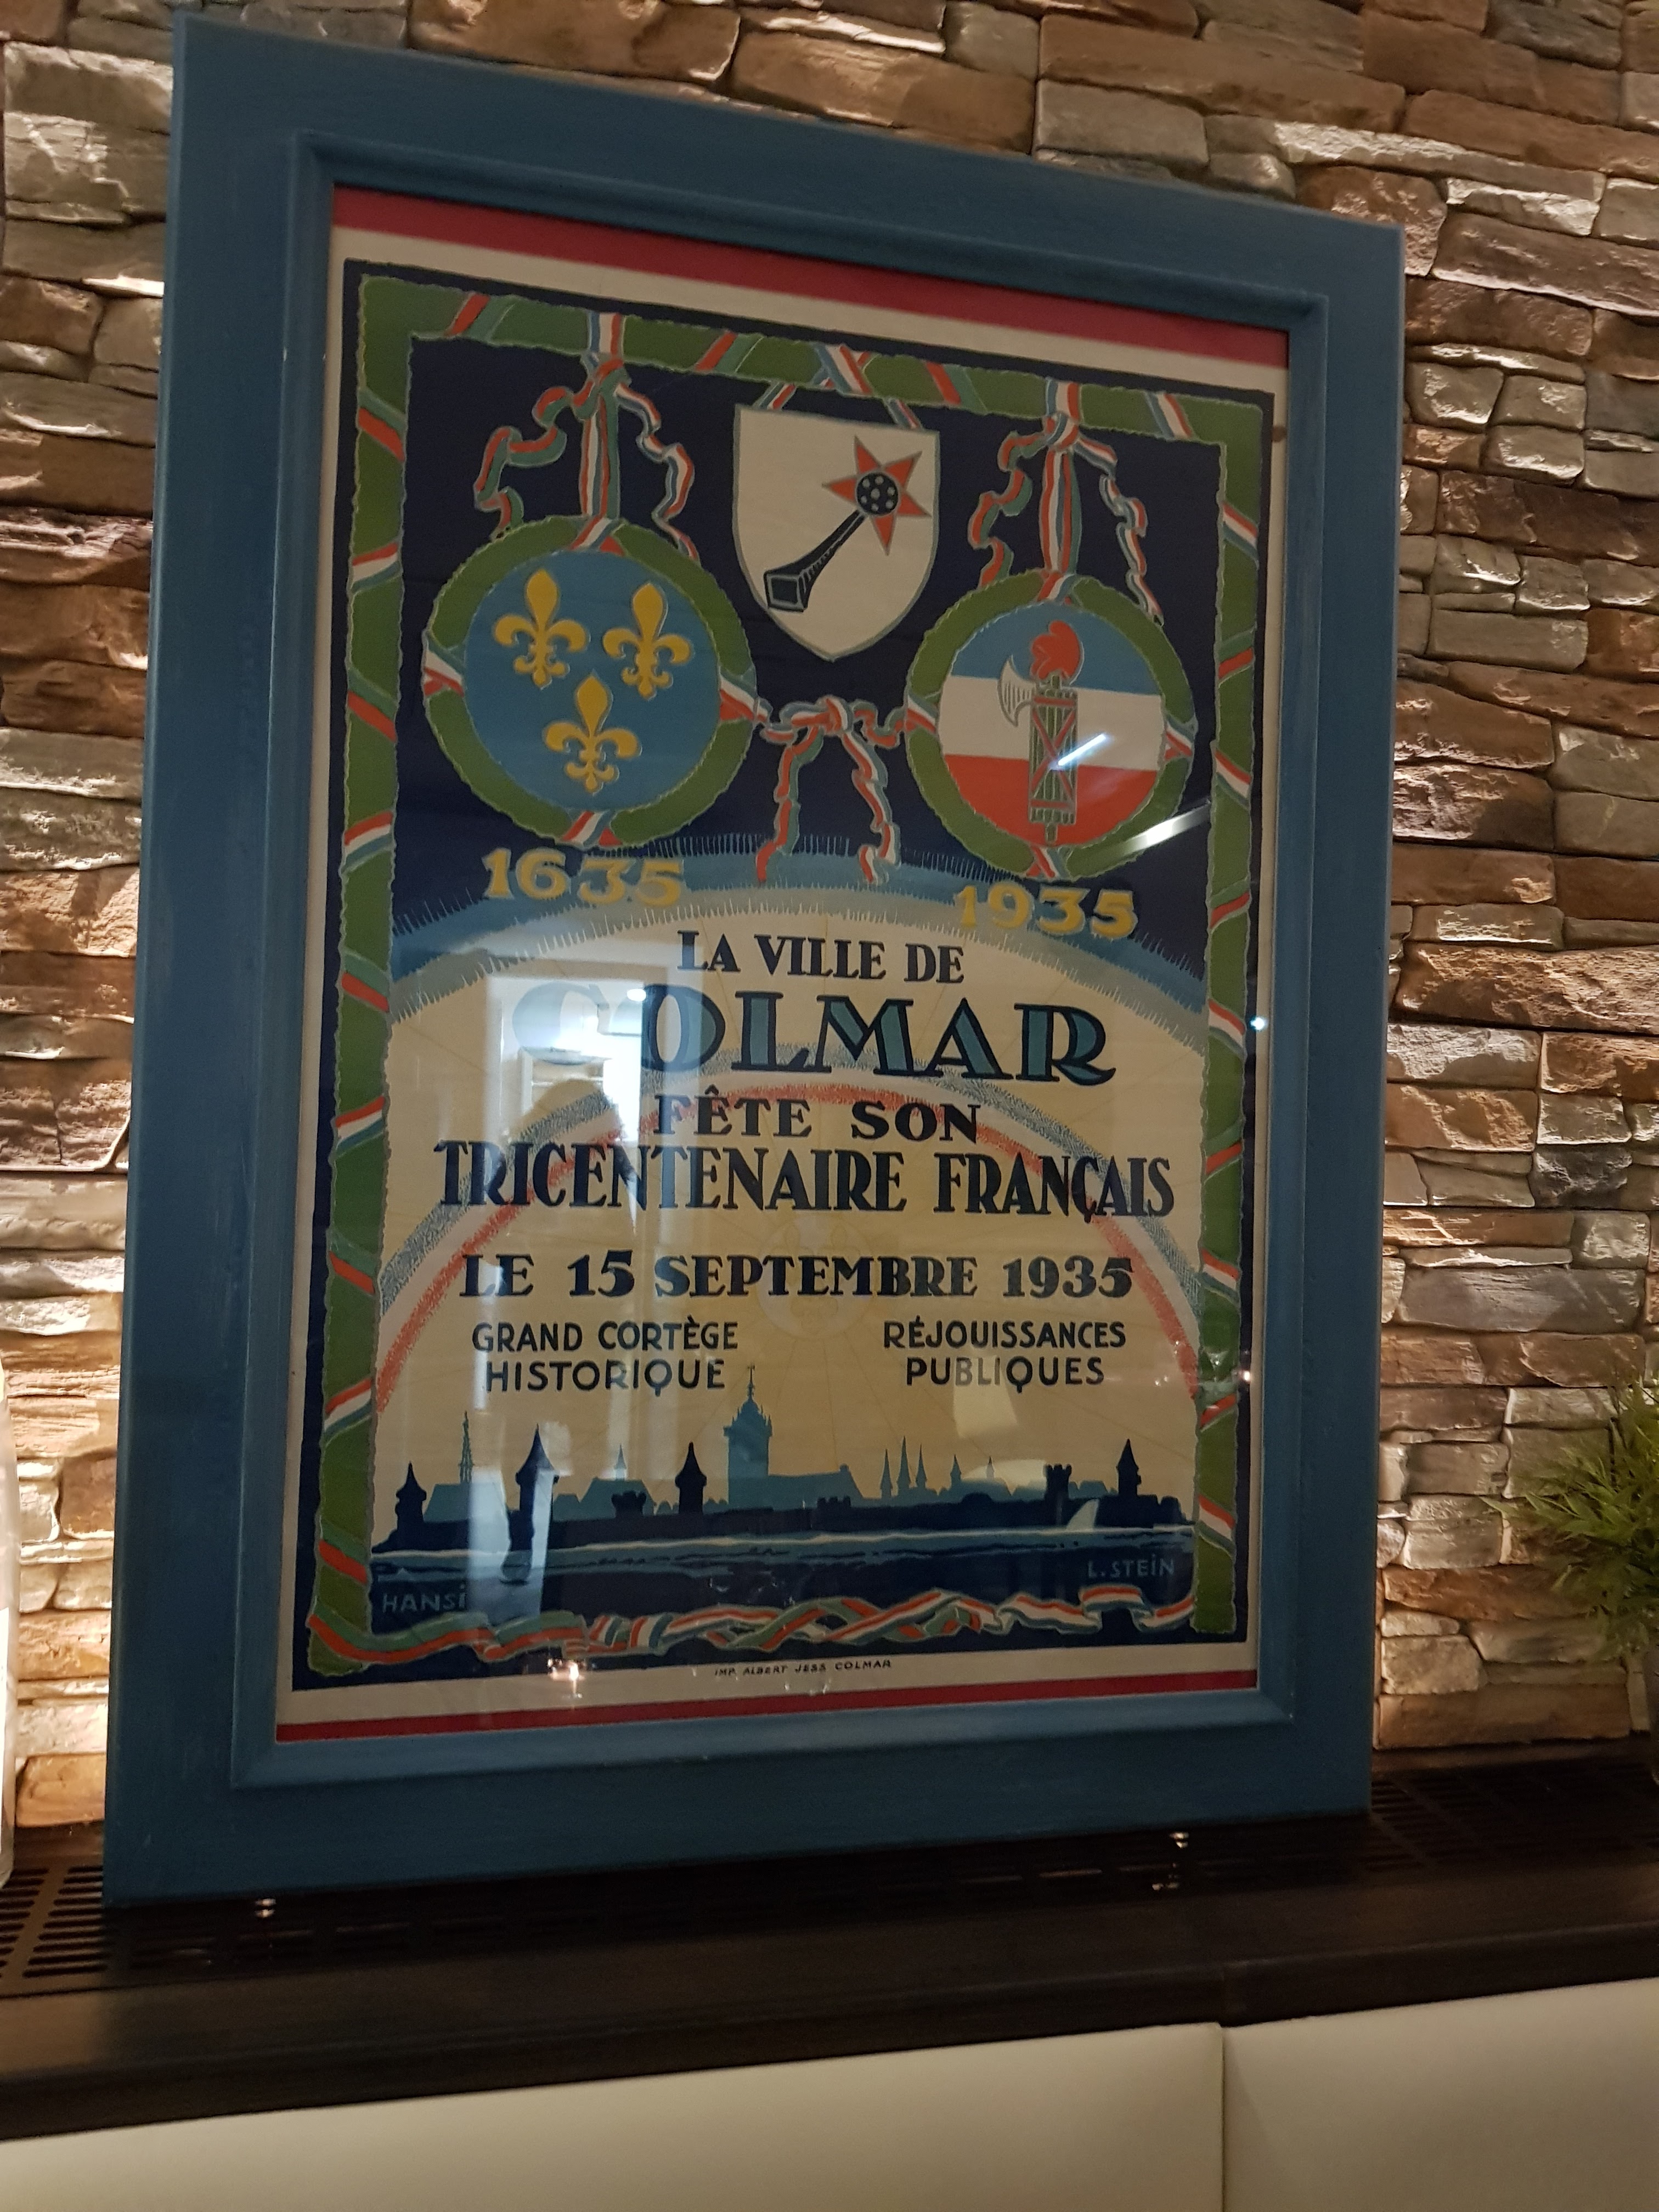 1635
1935
LA VILLE DE
COLMAR
FÊTE SON
TRICENTENAIRE FRANÇAIS
LE 15 SEPTEMBRE 1935
GRAND CORTÈGE
HISTORIQUE
RÉJOUISSANCES
PUBLIQUES
HANSi
L. STEiN
IMP. ALBERT JESS COLMAR